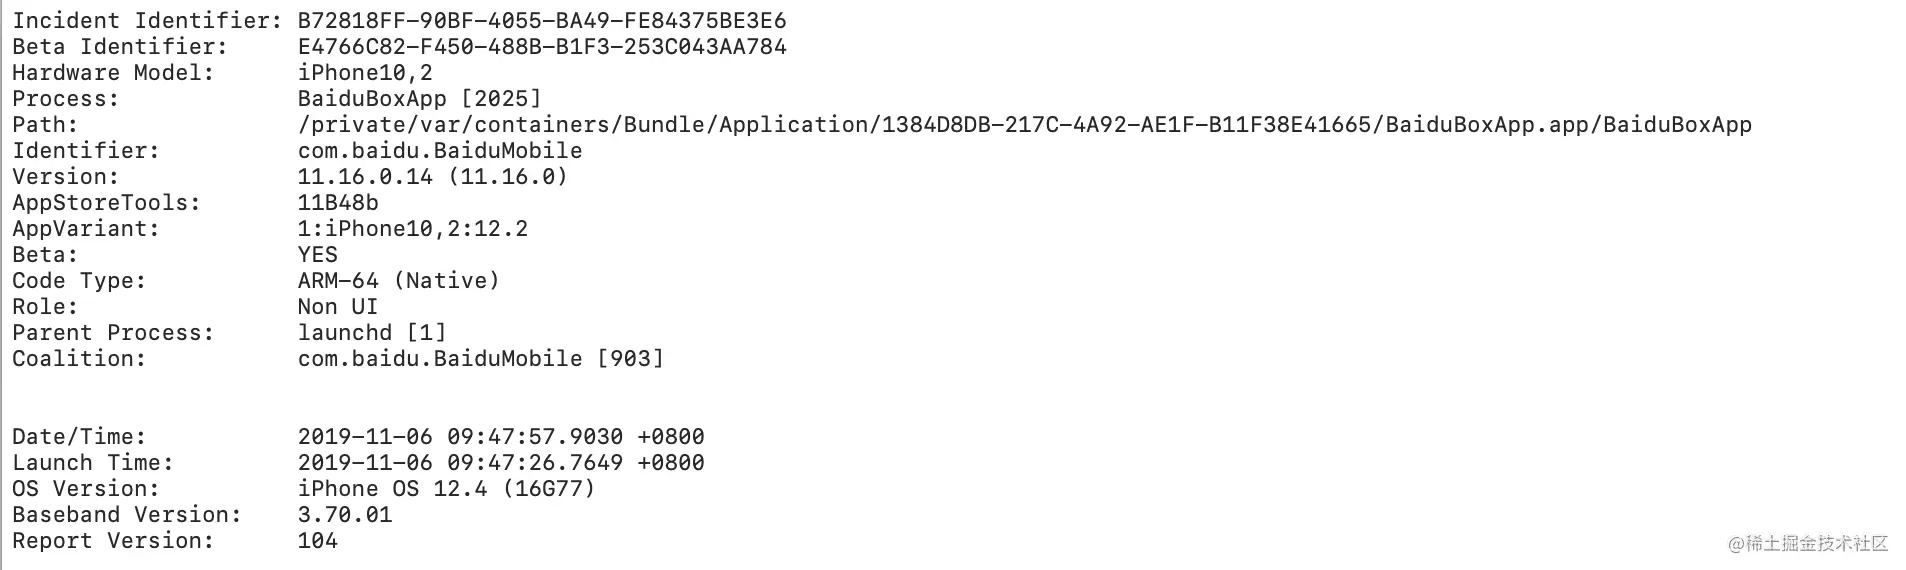 Incident Identifier: B72818FF-90BF-4055-BA49-FE84375BE3E6
Beta Identifier: E4766C82-F450-488B-B1F3-253C043AA784
Hardware Model: iPhone10,2
Process: BaiduBoxApp [2025]
Path: /private/var/containers/Bundle/Application/1384D8DB-217C-4A92-AE1F-B11F38E41665/BaiduBoxApp.app/BaiduBoxApp
Identifier: com.baidu.BaiduMobile
Version: 11.16.0.14 (11.16.0)
AppStoreTools: 11B48b
AppVariant: 1:iPhone10,2:12.2
Beta: YES
Code Type: ARM-64 (Native)
Role: Non UI
Parent Process: launchd [1]
Coalition: com.baidu.BaiduMobile [903]
Date/Time: 2019-11-06 09:47:57.9030 +0800
Launch Time: 2019-11-06 09:47:26.7649 +0800
OS Version: iPhone OS 12.4 (16G77)
Baseband Version: 3.70.01
Report Version: 104
@稀土掘金技术社区